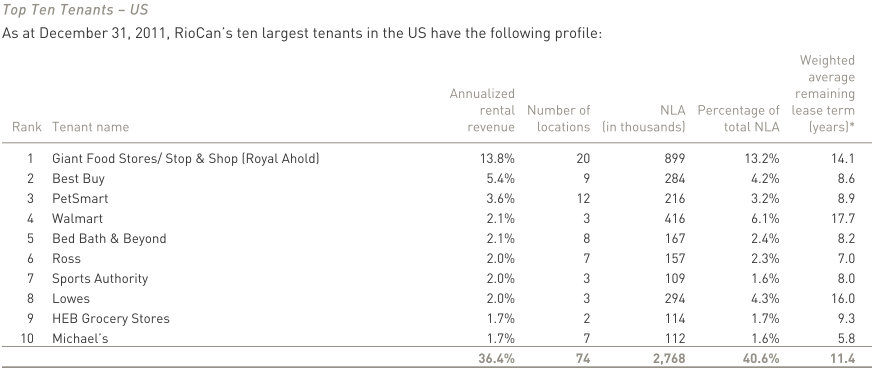 Top Ten Tenants – US
As at December 31, 2011, RioCan's ten largest tenants in the US have the following profile:
Weighted
average
Annualized remaining
rental Number of NLA Percentage of lease term
Rank Tenant name revenue locations (in thousands) total NLA (years)*
1 Giant Food Stores/ Stop & Shop (Royal Ahold) 13.8% 20 899 13.2% 14.1
2 Best Buy 5.4% 9 284 4.2% 8.6
3 PetSmart 3.6% 12 216 3.2% 8.9
4 Walmart 2.1% 3 416 6.1% 17.7
5 Bed Bath & Beyond 2.1% 8 167 2.4% 8.2
6 Ross 2.0% 7 157 2.3% 7.0
7 Sports Authority 2.0% 3 109 1.6% 8.0
8 Lowes 2.0% 3 294 4.3% 16.0
9 HEB Grocery Stores 1.7% 2 114 1.7% 9.3
10 Michael's 1.7% 7 112 1.6% 5.8
36.4% 74 2,768 40.6% 11.4